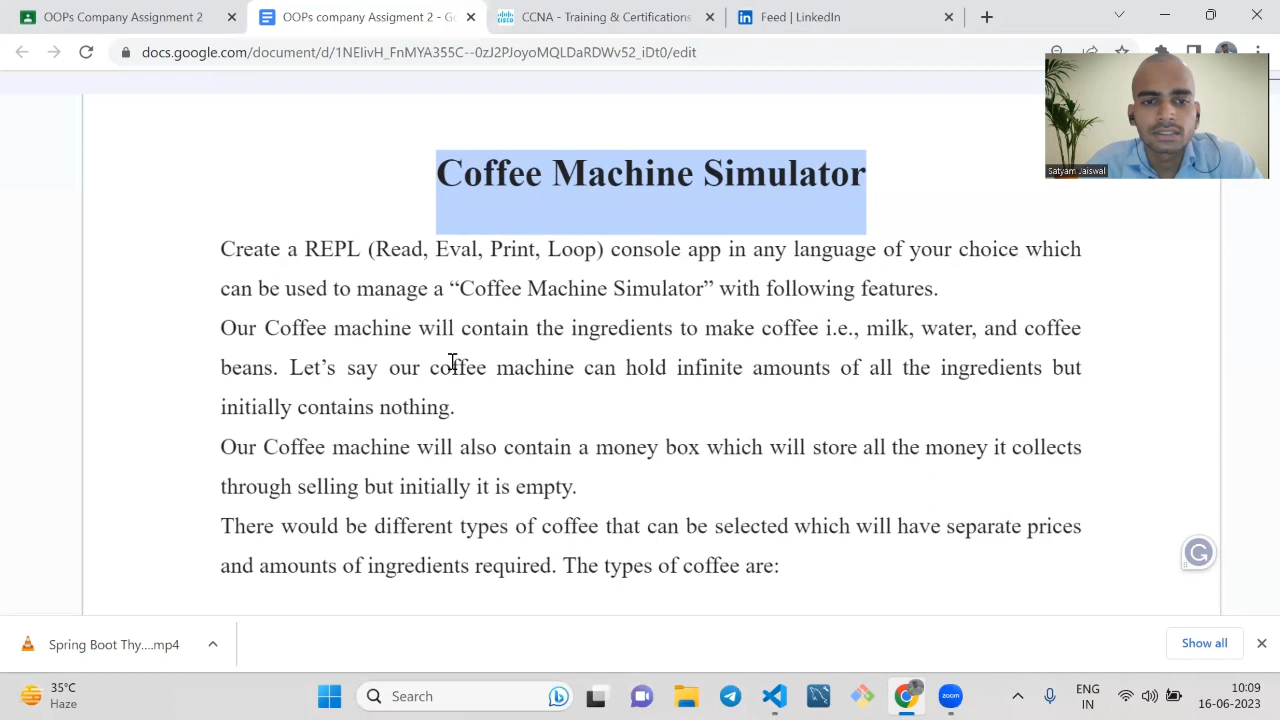 OOPs Company Assignment 2
OOPs company Assignment 2 - Go
CCNA - Training & Certifications
Feed | LinkedIn
docs.google.com/document/d/1NEIivH_FnMYA355C--0zJ2PJoyoMQLDaRDWv52_iDt0/edit
Satyam Jaiswal
Coffee Machine Simulator
Create a REPL (Read, Eval, Print, Loop) console app in any language of your choice which
can be used to manage a “Coffee Machine Simulator” with following features.
Our Coffee machine will contain the ingredients to make coffee i.e., milk, water, and coffee
beans. Let’s say our coffee machine can hold infinite amounts of all the ingredients but
initially contains nothing.
Our Coffee machine will also contain a money box which will store all the money it collects
through selling but initially it is empty.
There would be different types of coffee that can be selected which will have separate prices
and amounts of ingredients required. The types of coffee are:
Spring Boot Thy....mp4
Show all
35°C
Haze
Search
zoom
ENG
IN
10:09
16-06-2023